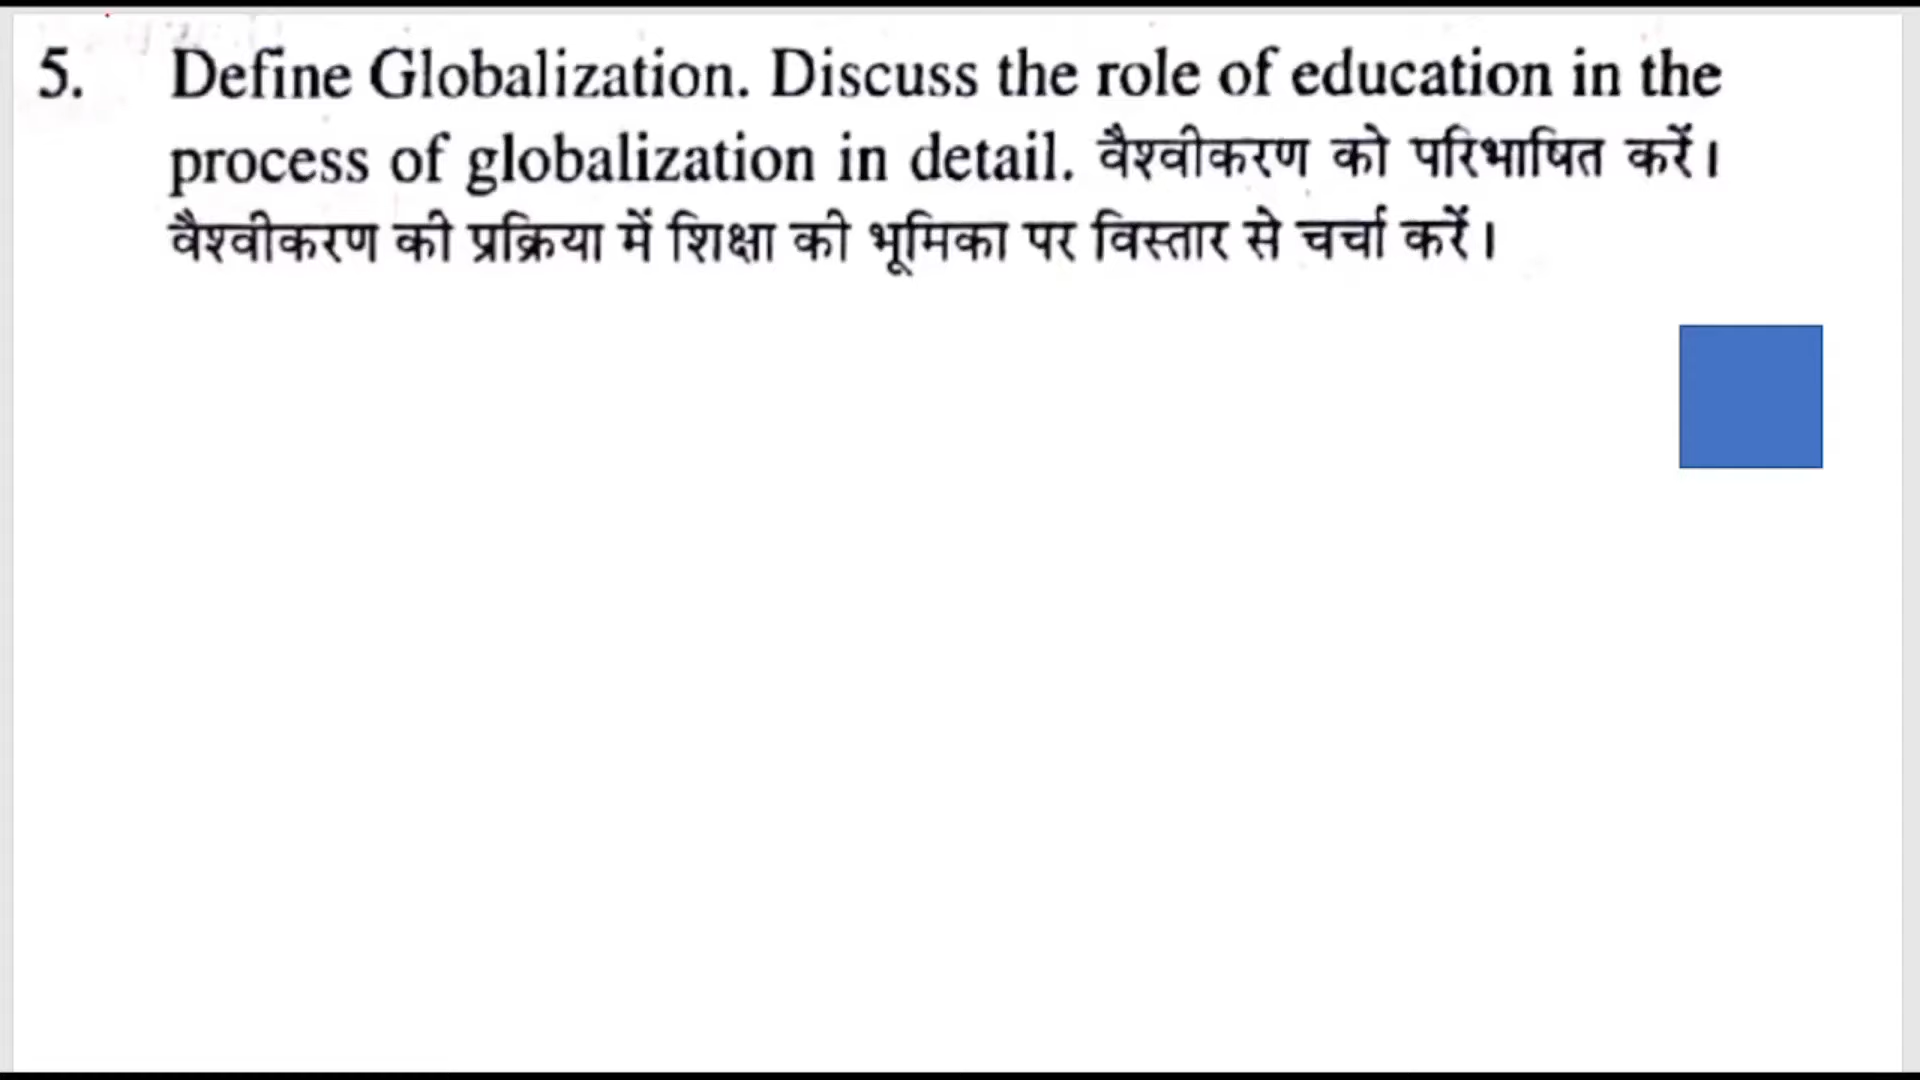 5. Define Globalization. Discuss the role of education in the
process of globalization in detail. वैश्वीकरण को परिभाषित करें।
वैश्वीकरण की प्रक्रिया में शिक्षा की भूमिका पर विस्तार से चर्चा करें।